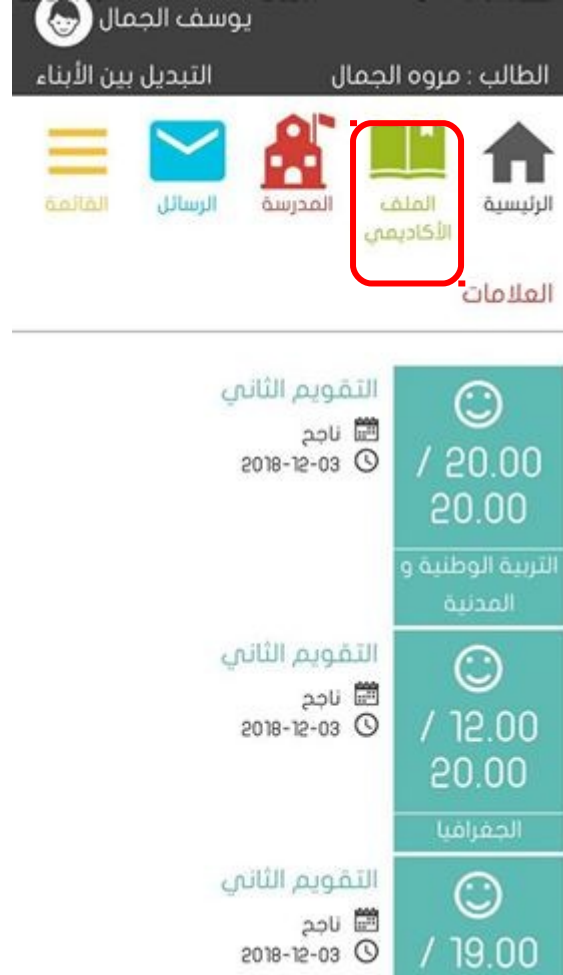 يوسف الجمال
الطالب : مروه الجمال
التبديل بين الأبناء
الرئيسية
الملف
الأكاديمي
المدرسة
الرسائل
القائمة
العلامات
20.00 /
20.00
التربية الوطنية و
المدنية
التقويم الثاني
ناجح
2018-12-03
12.00 /
20.00
الجغرافيا
التقويم الثاني
ناجح
2018-12-03
19.00 /
التقويم الثاني
ناجح
2018-12-03